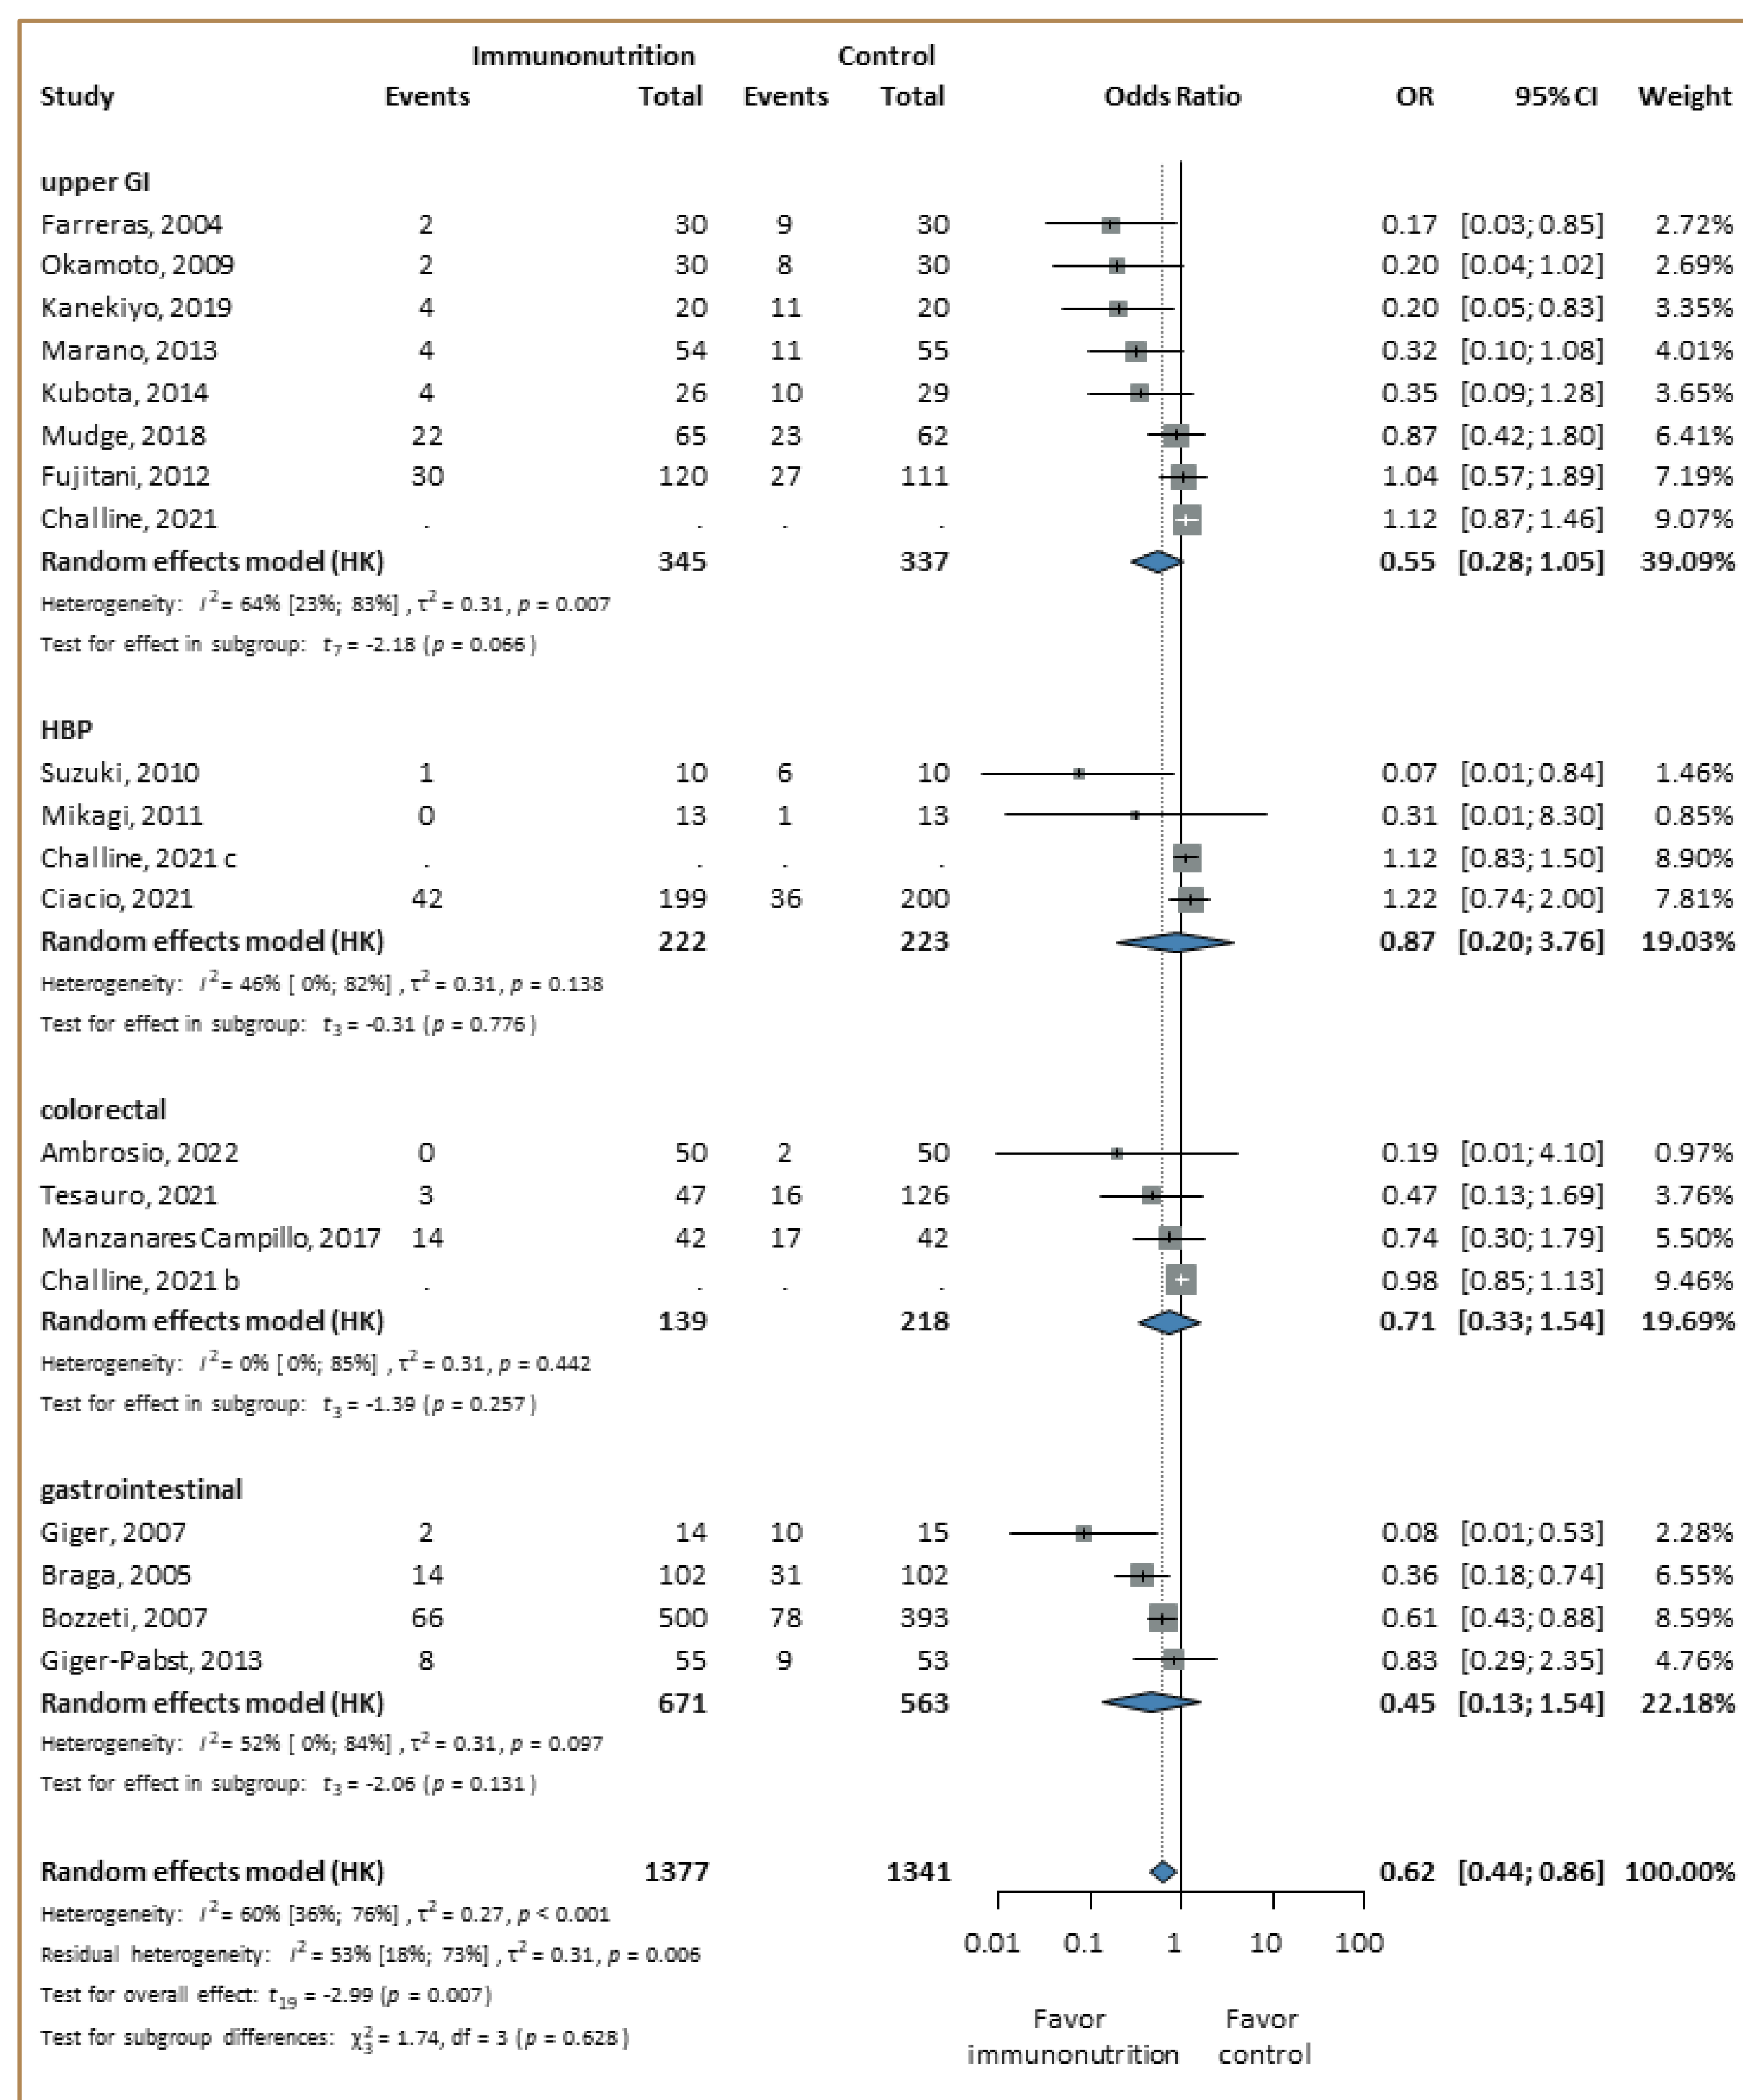 Immunonutrition Control
Study Events Total Events Total Odds Ratio OR 95% CI Weight
upper GI
Farreras, 2004 2 30 9 30 0.17 [0.03; 0.85] 2.72%
Okamoto, 2009 2 30 8 30 0.20 [0.04; 1.02] 2.69%
Kanekiyo, 2019 4 20 11 20 0.20 [0.05; 0.83] 3.35%
Marano, 2013 4 54 11 55 0.32 [0.10; 1.08] 4.01%
Kubota, 2014 4 26 10 29 0.35 [0.09; 1.28] 3.65%
Mudge, 2018 22 65 23 62 0.87 [0.42; 1.80] 6.41%
Fujitani, 2012 30 120 27 111 1.04 [0.57; 1.89] 7.19%
Challine, 2021 . . . . 1.12 [0.87; 1.46] 9.07%
Random effects model (HK) 345 337 0.55 [0.28; 1.05] 39.09%
Heterogeneity: I² = 64% [23%; 83%] , τ² = 0.31, p = 0.007
Test for effect in subgroup: t₇ = -2.18 (p = 0.066 )
HBP
Suzuki, 2010 1 10 6 10 0.07 [0.01; 0.84] 1.46%
Mikagi, 2011 0 13 1 13 0.31 [0.01; 8.30] 0.85%
Challine, 2021 c . . . . 1.12 [0.83; 1.50] 8.90%
Ciacio, 2021 42 199 36 200 1.22 [0.74; 2.00] 7.81%
Random effects model (HK) 222 223 0.87 [0.20; 3.76] 19.03%
Heterogeneity: I² = 46% [ 0%; 82%] , τ² = 0.31, p = 0.138
Test for effect in subgroup: t₃ = -0.31 (p = 0.776 )
colorectal
Ambrosio, 2022 0 50 2 50 0.19 [0.01; 4.10] 0.97%
Tesauro, 2021 3 47 16 126 0.47 [0.13; 1.69] 3.76%
Manzanares Campillo, 2017 14 42 17 42 0.74 [0.30; 1.79] 5.50%
Challine, 2021 b . . . . 0.98 [0.85; 1.13] 9.46%
Random effects model (HK) 139 218 0.71 [0.33; 1.54] 19.69%
Heterogeneity: I² = 0% [ 0%; 85%] , τ² = 0.31, p = 0.442
Test for effect in subgroup: t₃ = -1.39 (p = 0.257 )
gastrointestinal
Giger, 2007 2 14 10 15 0.08 [0.01; 0.53] 2.28%
Braga, 2005 14 102 31 102 0.36 [0.18; 0.74] 6.55%
Bozzeti, 2007 66 500 78 393 0.61 [0.43; 0.88] 8.59%
Giger-Pabst, 2013 8 55 9 53 0.83 [0.29; 2.35] 4.76%
Random effects model (HK) 671 563 0.45 [0.13; 1.54] 22.18%
Heterogeneity: I² = 52% [ 0%; 84%] , τ² = 0.31, p = 0.097
Test for effect in subgroup: t₃ = -2.06 (p = 0.131 )
Random effects model (HK) 1377 1341 0.62 [0.44; 0.86] 100.00%
Heterogeneity: I² = 60% [36%; 76%] , τ² = 0.27, p < 0.001
Residual heterogeneity: I² = 53% [18%; 73%] , τ² = 0.31, p = 0.006
0.01 0.1 1 10 100
Test for overall effect: t₁₉ = -2.99 (p = 0.007)
Test for subgroup differences: χ²₃ = 1.74, df = 3 (p = 0.628 )
Favor Favor
immunonutrition control